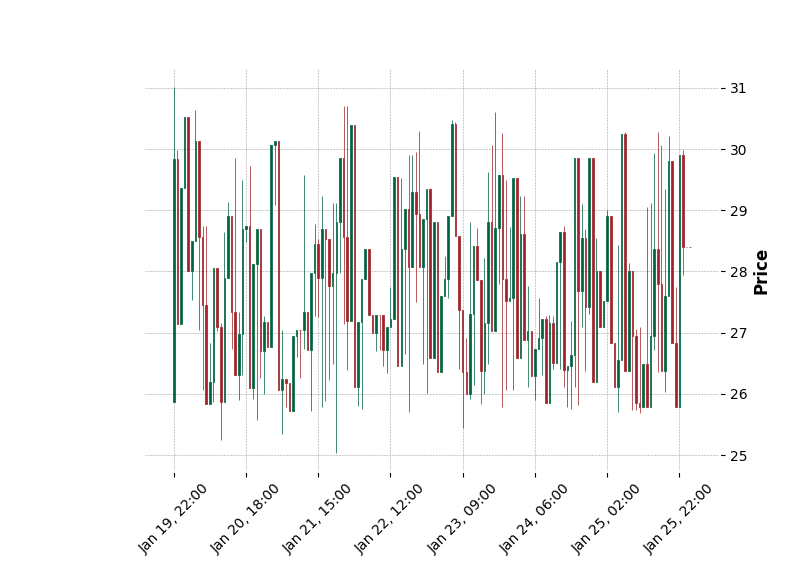 31
30
29
28
27
26
25
Price
Jan 19, 22:00
Jan 20, 18:00
Jan 21, 15:00
Jan 22, 12:00
Jan 23, 09:00
Jan 24, 06:00
Jan 25, 02:00
Jan 25, 22:00